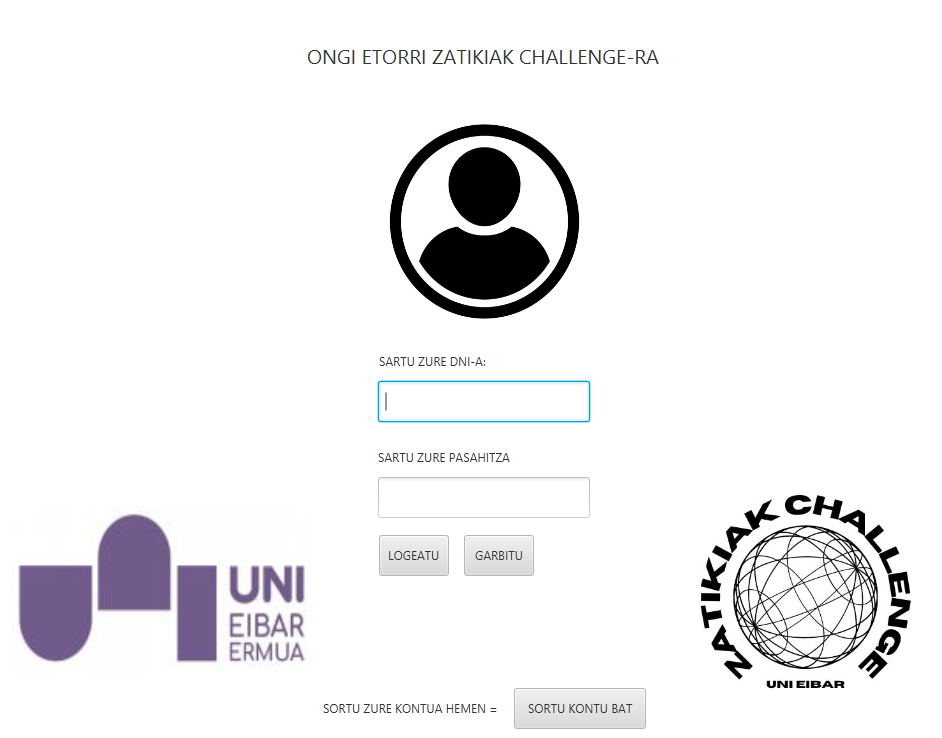 ONGI ETORRI ZATIKIAK CHALLENGE-RA
SARTU ZURE DNI-A:
SARTU ZURE PASAHITZA
LOGEATU
GARBITU
UNI
EIBAR
ERMUA
ZATIKIAK CHALLENGE
UNI EIBAR
SORTU ZURE KONTUA HEMEN =
SORTU KONTU BAT